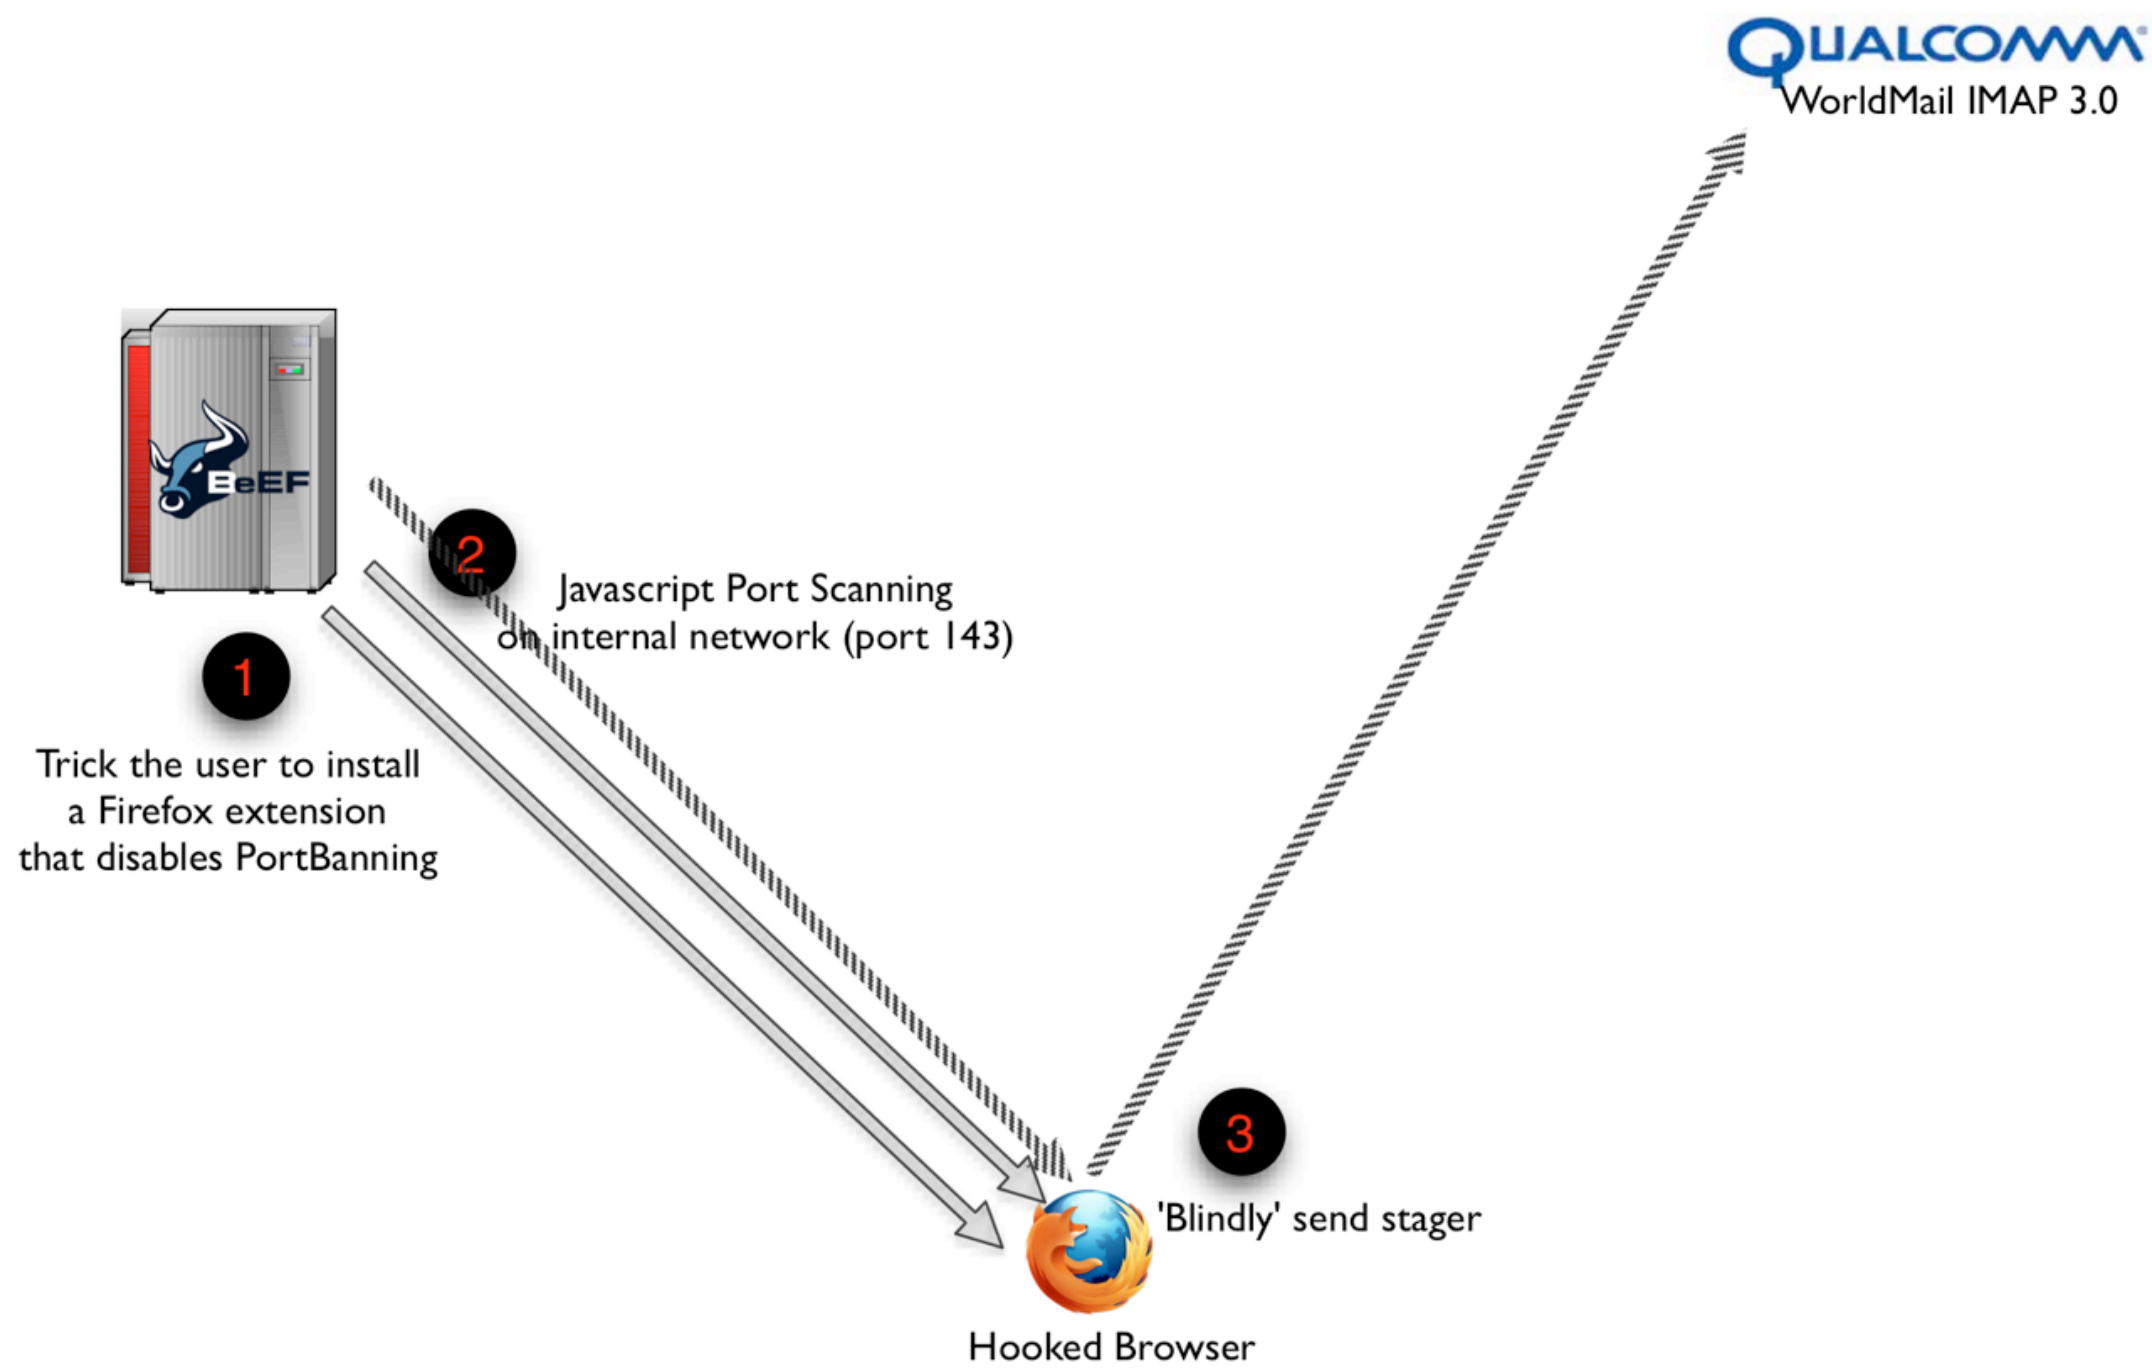 QUALCOMM
WorldMail IMAP 3.0
BeEF
2
Javascript Port Scanning
on internal network (port 143)
1
Trick the user to install
a Firefox extension
that disables PortBanning
3
'Blindly' send stager
Hooked Browser